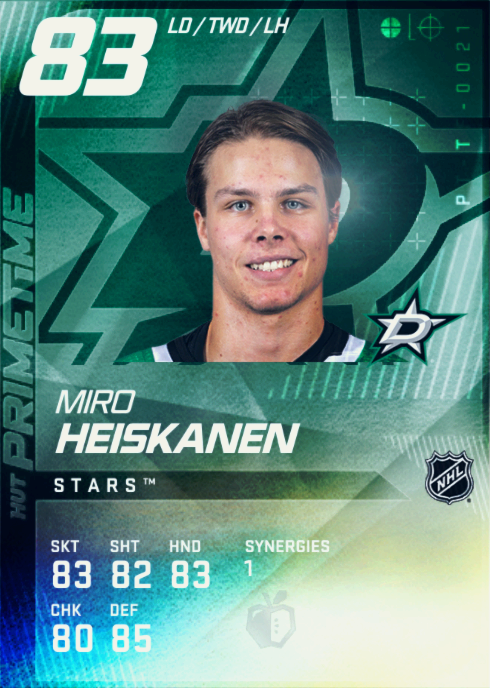 83
LD / TWD / LH
P T - 0021
HUT PRIMETIME
D
MIRO
HEISKANEN
STARS™
NHL
SKT SHT HND SYNERGIES
83 82 83 1
CHK DEF
80 85